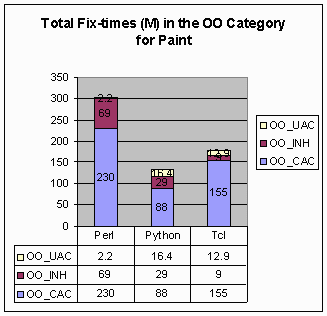 Total Fix-times (M) in the OO Category
for Paint
350
300
250
200
150
100
50
0
2.2
69
230
16.4
29
88
12.9
9
155
OO_UAC
OO_INH
OO_CAC
Perl Python Tcl
OO_UAC 2.2 16.4 12.9
OO_INH 69 29 9
OO_CAC 230 88 155